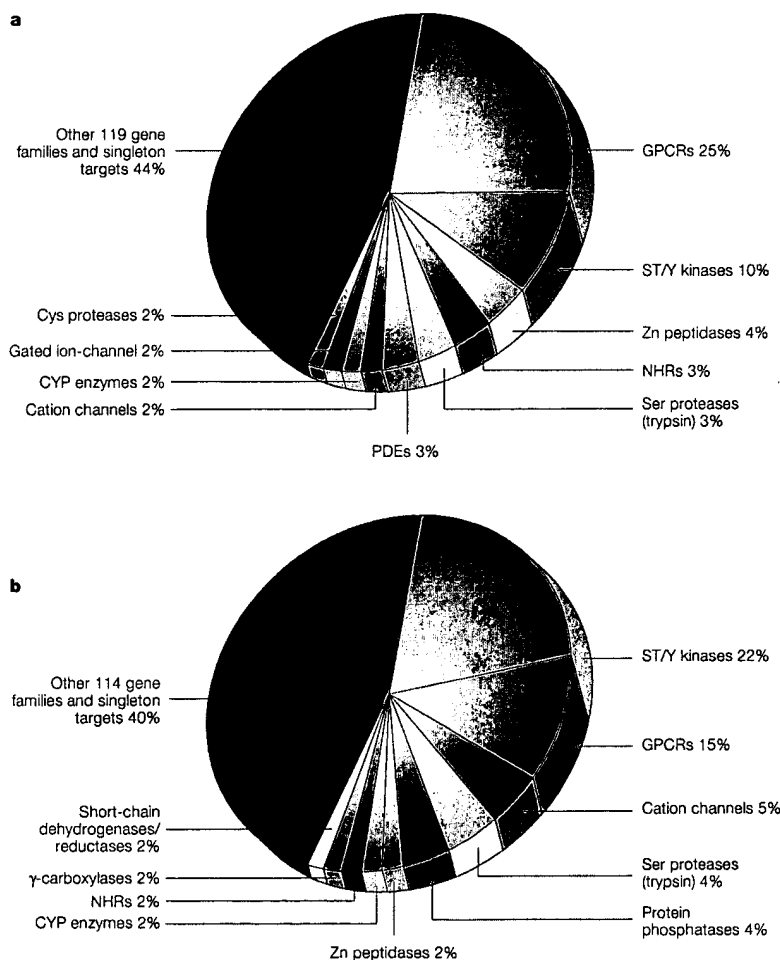 a
Other 119 gene
families and singleton
targets 44%
GPCRs 25%
ST/Y kinases 10%
Zn peptidases 4%
NHRs 3%
Ser proteases
(trypsin) 3%
PDEs 3%
Cation channels 2%
CYP enzymes 2%
Gated ion-channel 2%
Cys proteases 2%
b
Other 114 gene
families and singleton
targets 40%
ST/Y kinases 22%
GPCRs 15%
Cation channels 5%
Ser proteases
(trypsin) 4%
Protein
phosphatases 4%
Zn peptidases 2%
CYP enzymes 2%
NHRs 2%
γ-carboxylases 2%
Short-chain
dehydrogenases/
reductases 2%